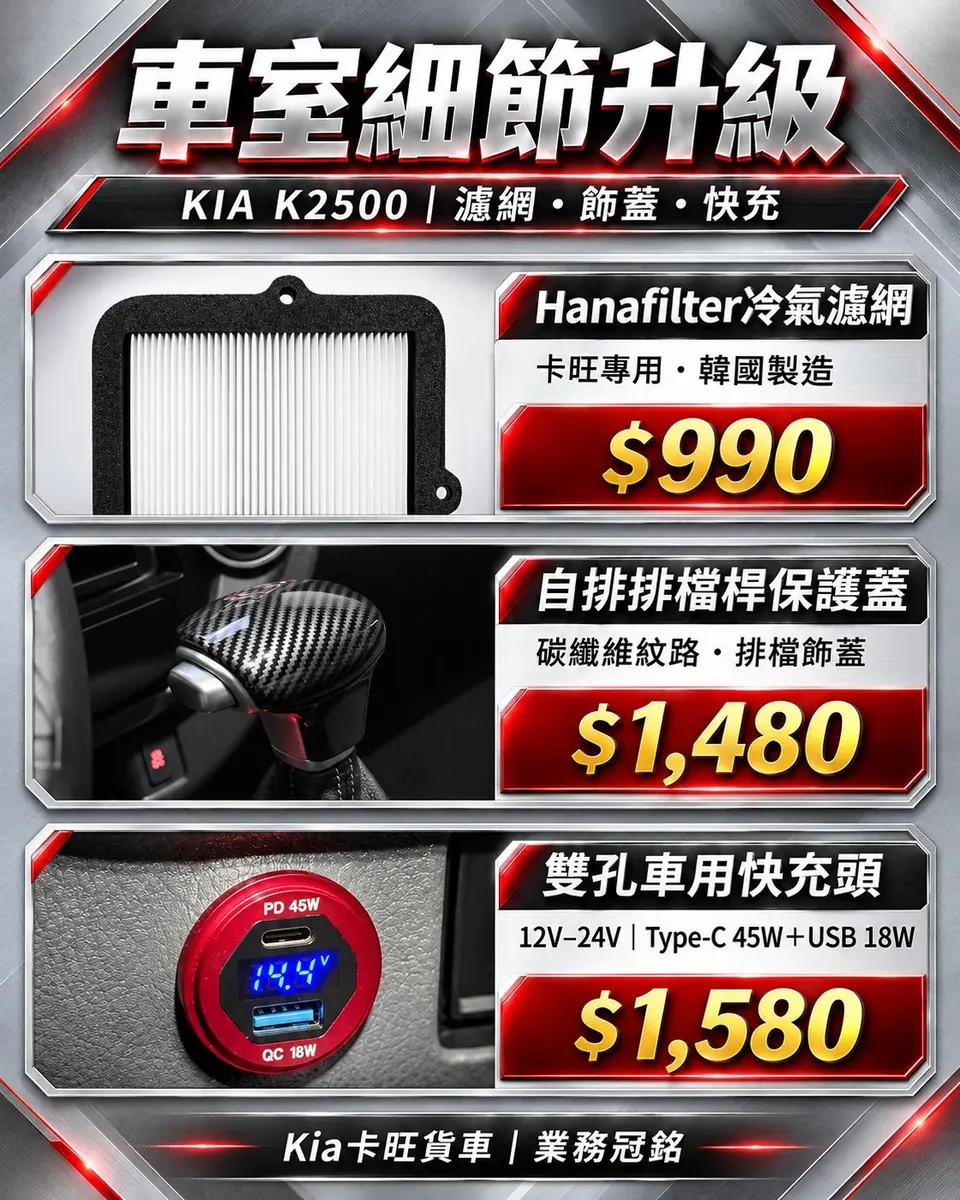 車室細節升級
KIA K2500｜濾網・飾蓋・快充
Hanafilter冷氣濾網
卡旺專用・韓國製造
$990
自排排檔桿保護蓋
碳纖維紋路・排檔飾蓋
$1,480
PD 45W
14.4V
QC 18W
雙孔車用快充頭
12V–24V｜Type-C 45W＋USB 18W
$1,580
Kia卡旺貨車｜業務冠銘